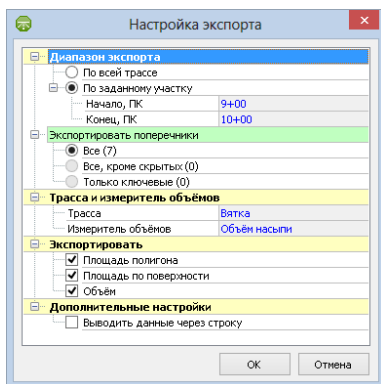 Настройка экспорта
Диапазон экспорта
По всей трассе
По заданному участку
Начало, ПК 9+00
Конец, ПК 10+00
Экспортировать поперечники
Все (7)
Все, кроме скрытых (0)
Только ключевые (0)
Трасса и измеритель объёмов
Трасса Вятка
Измеритель объёмов Объём насыпи
Экспортировать
Площадь полигона
Площадь по поверхности
Объём
Дополнительные настройки
Выводить данные через строку
ОК Отмена